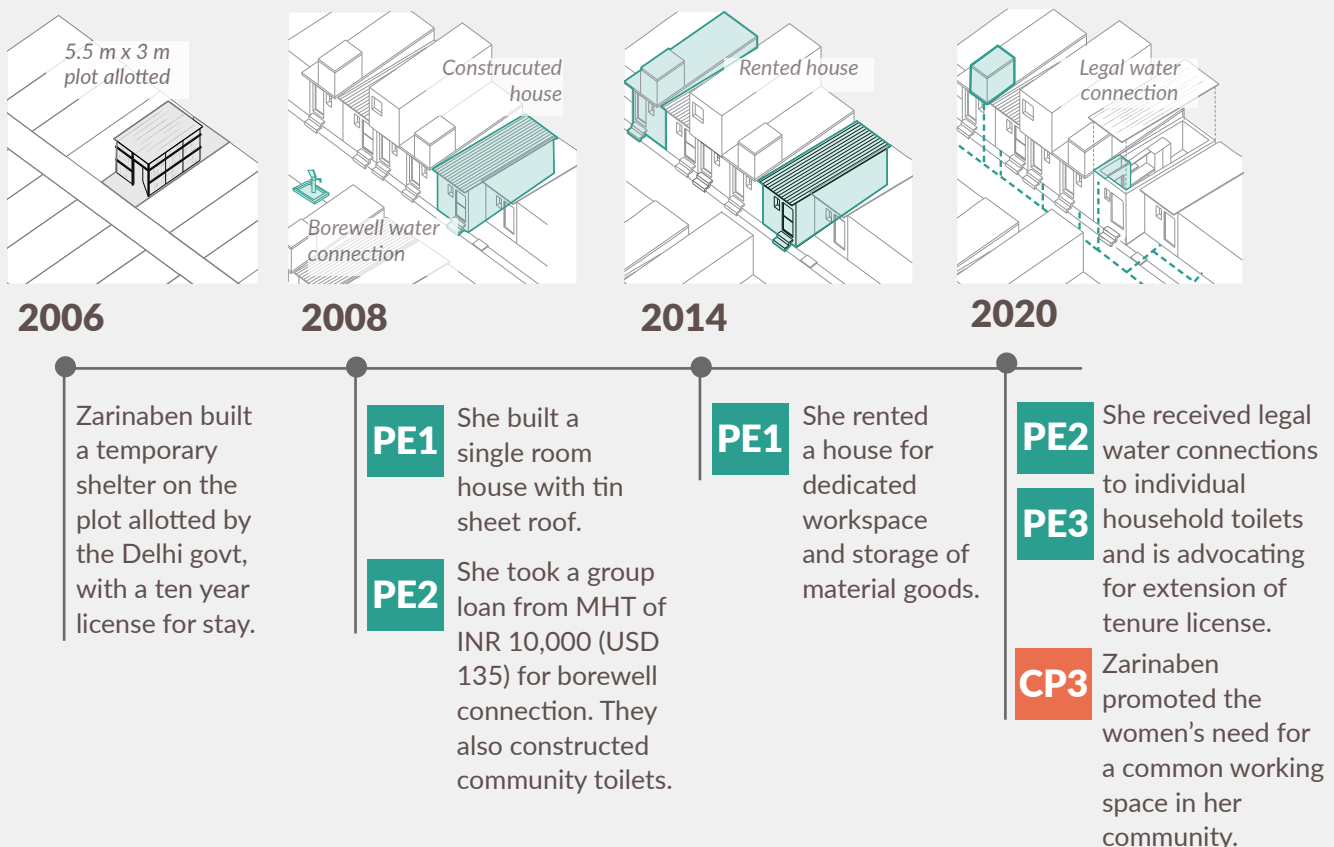 5.5 m x 3 m
plot allotted
Construcuted
house
Borewell water
connection
Rented house
Legal water
connection
2006
2008
2014
2020
Zarinaben built
a temporary
shelter on the
plot allotted by
the Delhi govt,
with a ten year
license for stay.
PE1
She built a
single room
house with tin
sheet roof.
PE2
She took a group
loan from MHT of
INR 10,000 (USD
135) for borewell
connection. They
also constructed
community toilets.
PE1
She rented
a house for
dedicated
workspace
and storage of
material goods.
PE2
PE3
She received legal
water connections
to individual
household toilets
and is advocating
for extension of
tenure license.
CP3
Zarinaben
promoted the
women’s need for
a common working
space in her
community.